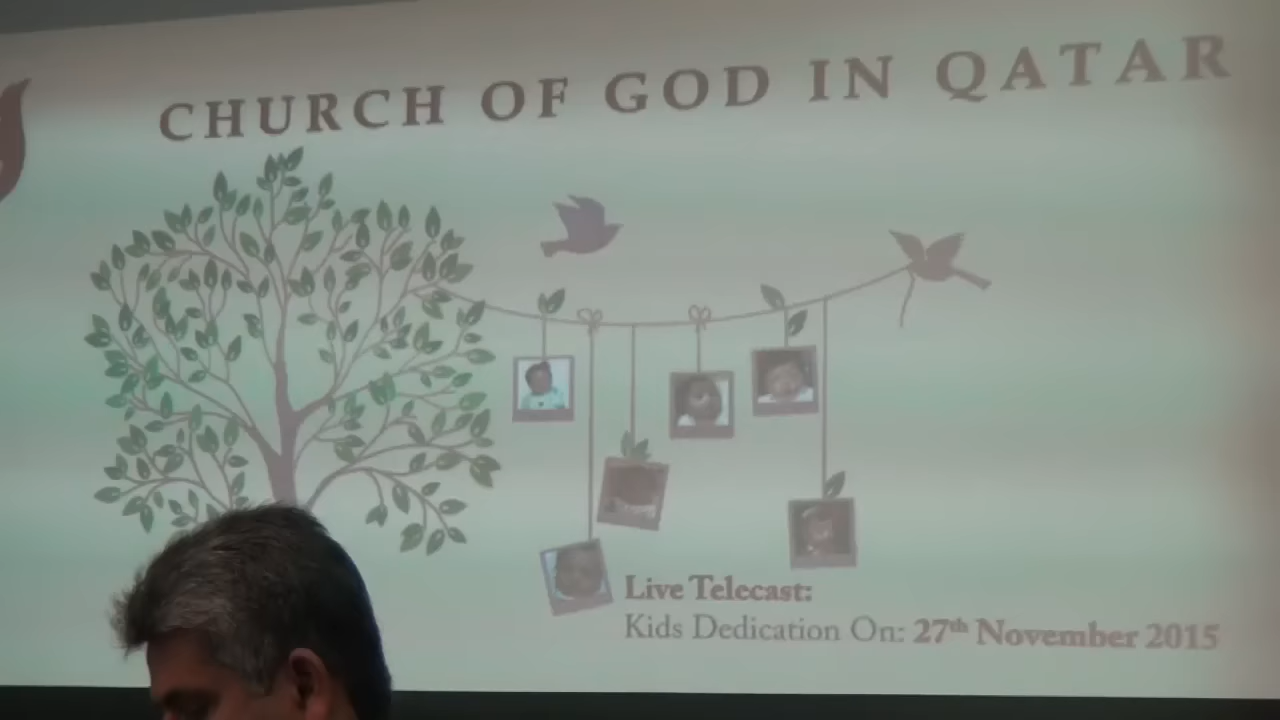 CHURCH OF GOD IN QATAR
Live Telecast:
Kids Dedication On: 27th November 2015